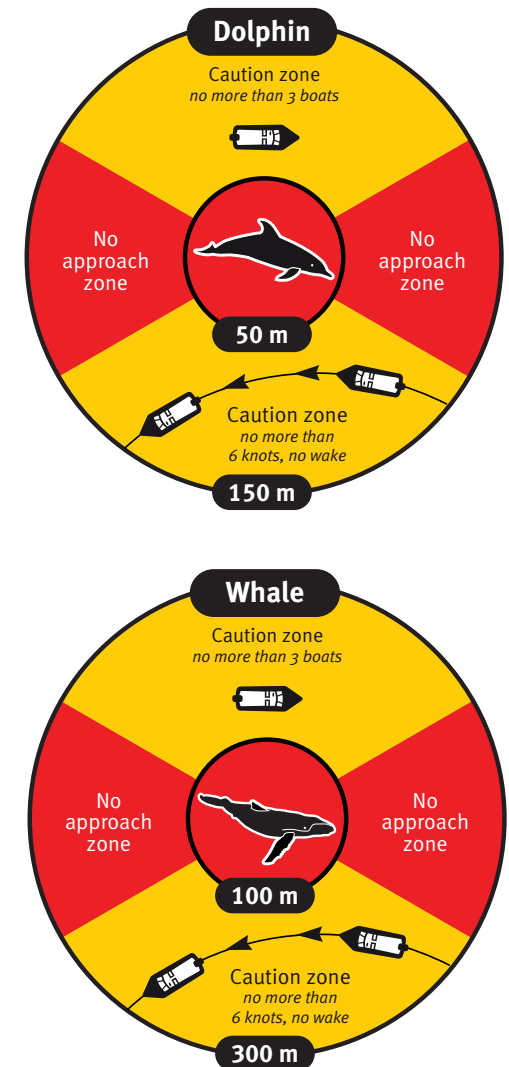 Dolphin
Caution zone
no more than 3 boats
No
approach
zone
No
approach
zone
50 m
Caution zone
no more than
6 knots, no wake
150 m
Whale
Caution zone
no more than 3 boats
No
approach
zone
No
approach
zone
100 m
Caution zone
no more than
6 knots, no wake
300 m